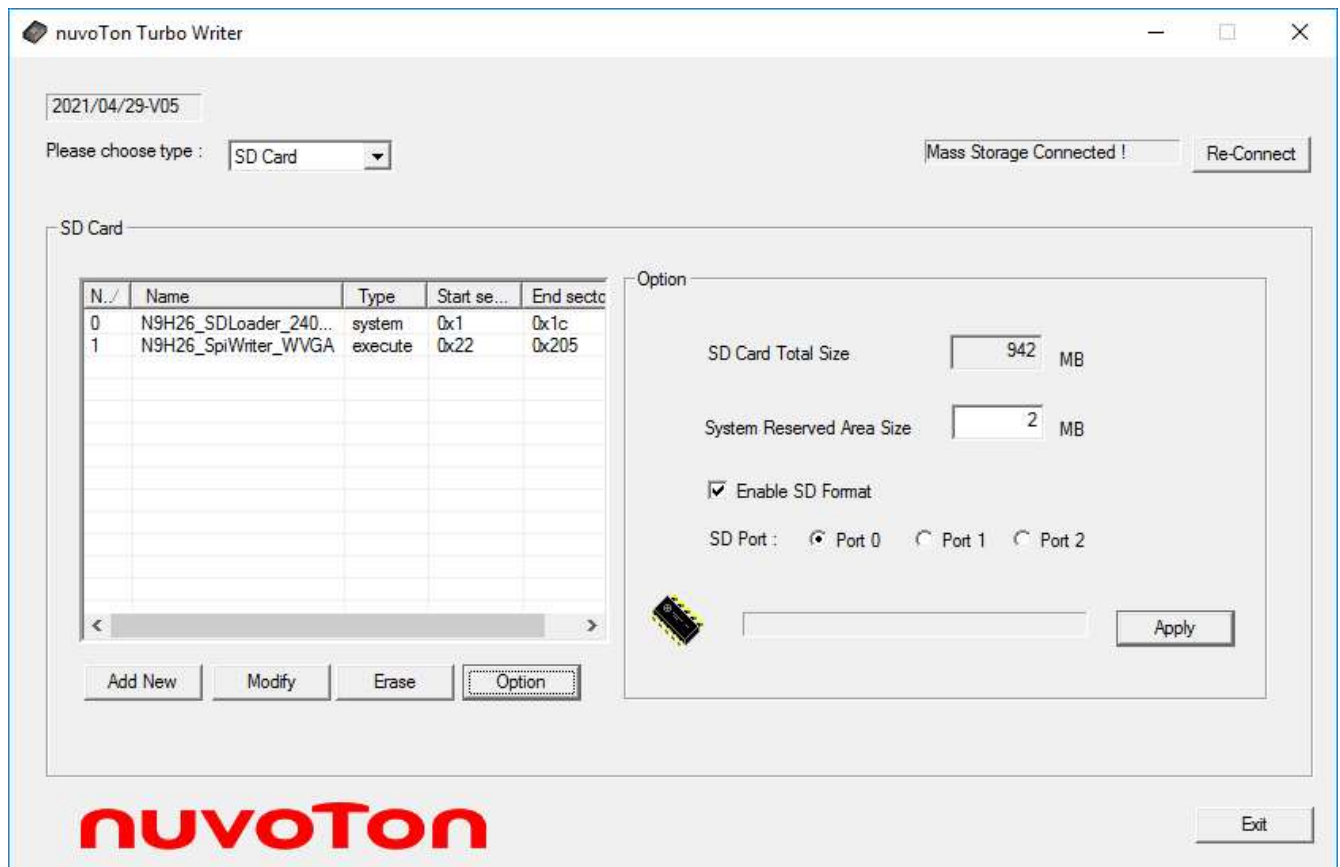 nuvoTon Turbo Writer
2021/04/29-V05
Please choose type : SD Card Mass Storage Connected ! Re-Connect
SD Card
N../ Name Type Start se... End secto
0 N9H26_SDLoader_240... system 0x1 0x1c
1 N9H26_SpiWriter_WVGA execute 0x22 0x205
Add New Modify Erase Option
Option
SD Card Total Size 942 MB
System Reserved Area Size 2 MB
Enable SD Format
SD Port : Port 0 Port 1 Port 2
Apply
nuvoTon
Exit